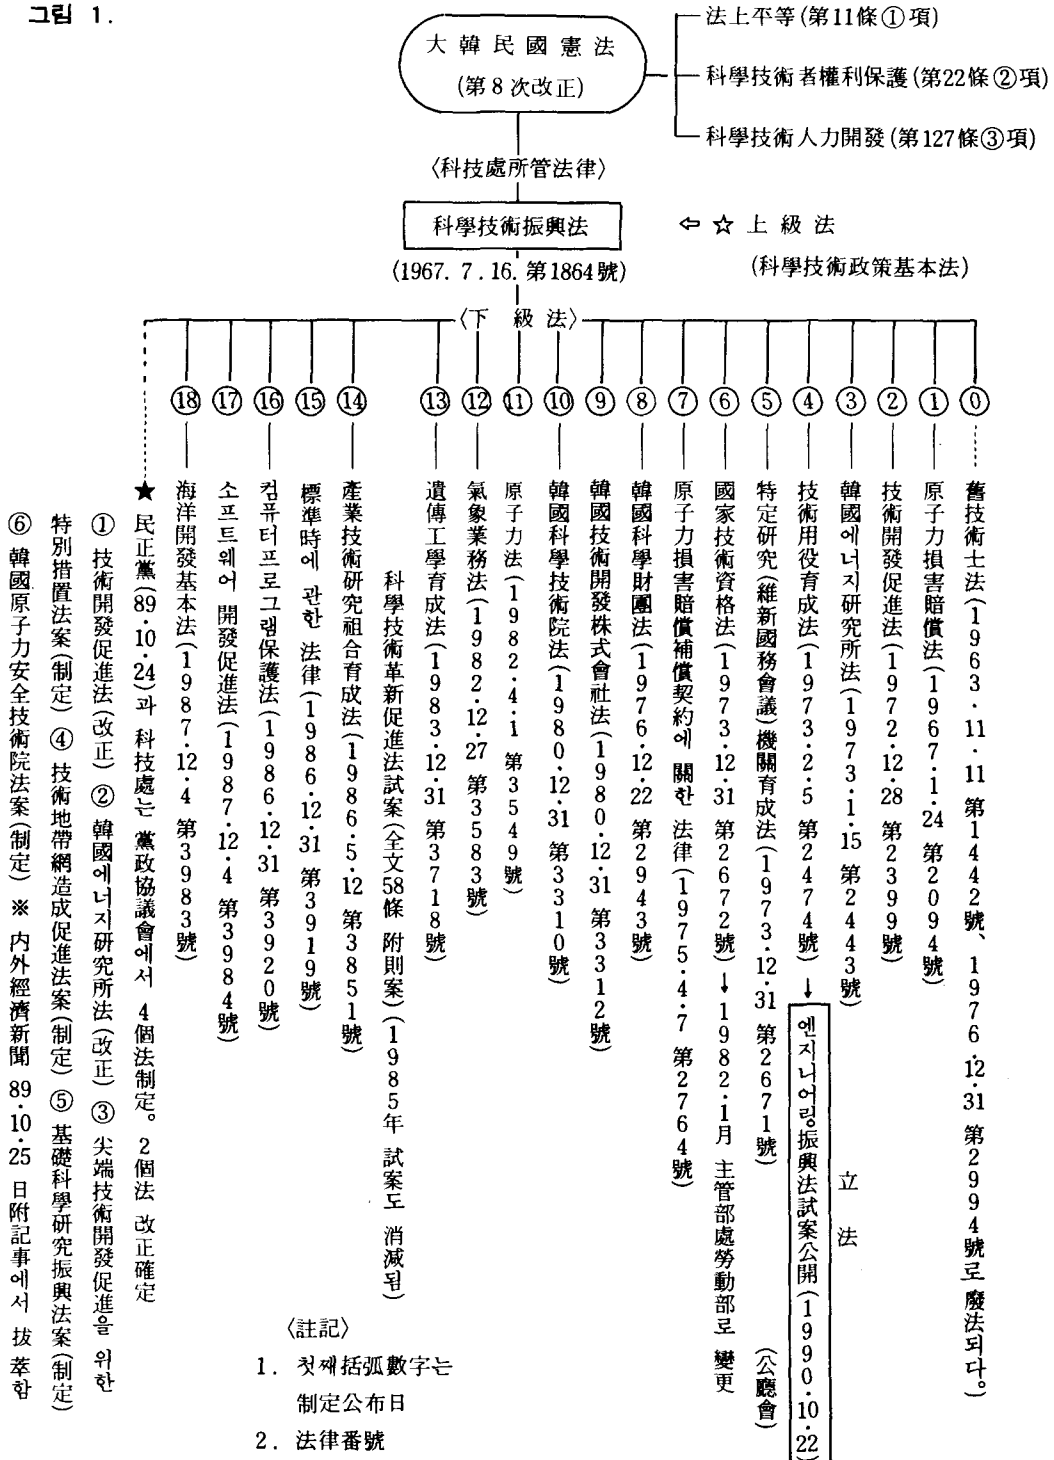 그림 1.
大韓民國憲法
(第8次改正)
法上平等(第11條①項)
科學技術者權利保護(第22條②項)
科學技術人力開發(第127條③項)
〈科技處所管法律〉
科學技術振興法
(1967. 7. 16. 第1864號)
⇦ ☆ 上級法
(科學技術政策基本法)
〈下級法〉
⓪ 舊技術士法(1963·11·11 第1442號、1976·12·31 第2994號로 廢法되다。)
① 原子力損害賠償法(1967·1·24 第2094號)
② 技術開發促進法(1972·12·28 第2399號)
③ 韓國에너지研究所法(1973·1·15 第2443號)
立法
④ 技術用役育成法(1973·2·5 第2474號)→
엔지니어링振興法試案公開(1990·10·22)
(公廳會)
⑤ 特定研究(維新國務會議)機關育成法(1973·12·31 第2671號)
⑥ 國家技術資格法(1973·12·31 第2672號)→1982·1月 主管部處勞動部로 變更
⑦ 原子力損害賠償補償契約에 關한 法律(1975·4·7 第2764號)
⑧ 韓國科學財團法(1976·12·22 第2943號)
⑨ 韓國技術開發株式會社法(1980·12·31 第3312號)
⑩ 韓國科學技術院法(1980·12·31 第3310號)
⑪ 原子力法(1982·4·1 第3549號)
⑫ 氣象業務法(1982·12·27 第3583號)
⑬ 遺傳工學育成法(1983·12·31 第3718號)
科學技術革新促進法試案(全文58條 附則案)(1985年 試案도 消滅됨)
⑭ 產業技術研究祖合育成法(1986·5·12 第3851號)
⑮ 標準時에 관한 法律(1986·12·31 第3919號)
⑯ 컴퓨터프로그램保護法(1986·12·31 第3920號)
⑰ 소프트웨어 開發促進法(1987·12·4 第3984號)
⑱ 海洋開發基本法(1987·12·4 第3983號)
★ 民正黨(89·10·24)과 科技處는 黨政協議會에서 4個法制定。2個法 改正確定
① 技術開發促進法(改正) ② 韓國에너지研究所法(改正) ③ 尖端技術開發促進을 위한
特別措置法案(制定) ④ 技術地帶網造成促進法案(制定) ⑤ 基礎科學研究振興法案(制定)
⑥ 韓國原子力安全技術院法案(制定) ※ 內外經濟新聞 89·10·25 日附記事에서 拔萃함
〈註記〉
1. 첫째括弧數字는
制定公布日
2. 法律番號